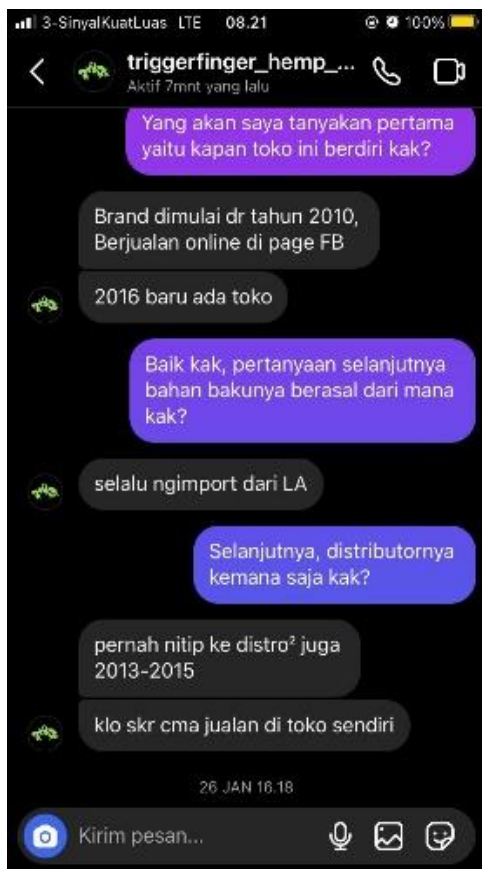 3-SinyalKuatLuas LTE 08.21 100%
triggerfinger_hemp_...
Aktif 7mnt yang lalu
Yang akan saya tanyakan pertama
yaitu kapan toko ini berdiri kak?
Brand dimulai dr tahun 2010,
Berjualan online di page FB
2016 baru ada toko
Baik kak, pertanyaan selanjutnya
bahan bakunya berasal dari mana
kak?
selalu ngimport dari LA
Selanjutnya, distributornya
kemana saja kak?
pernah nitip ke distro² juga
2013-2015
klo skr cma jualan di toko sendiri
26 JAN 16.18
Kirim pesan...